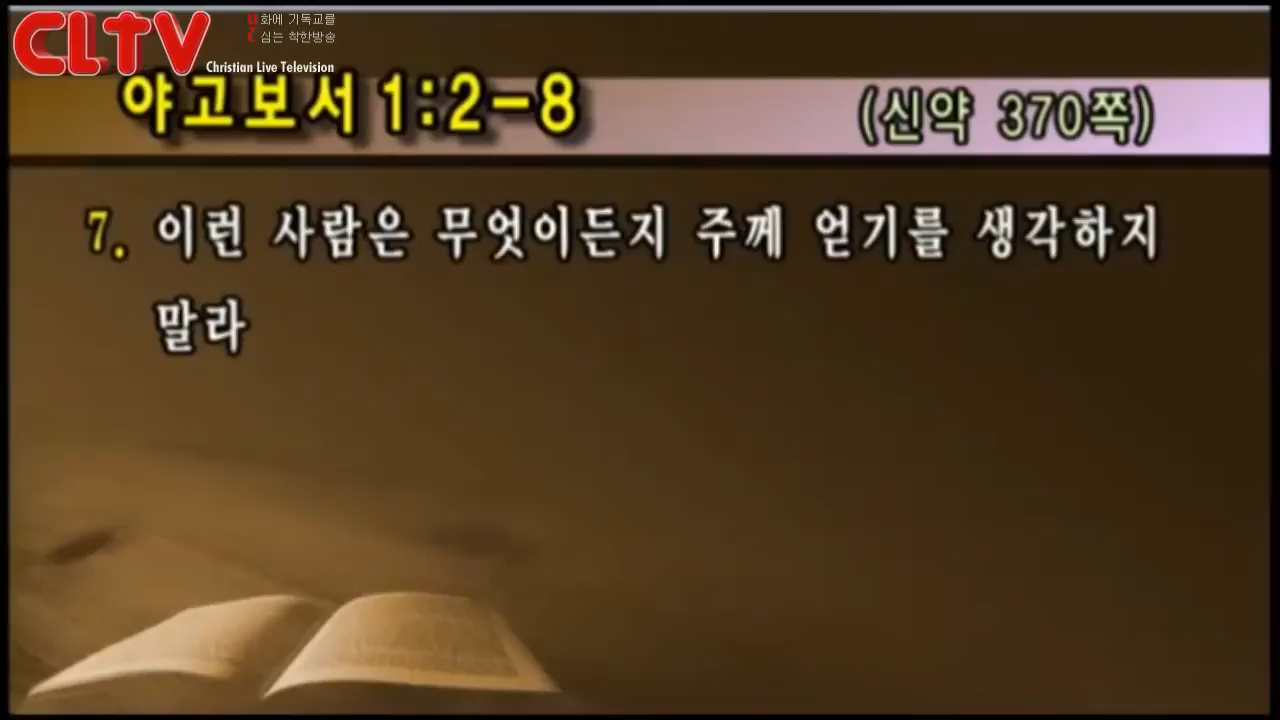 CLTV
화에 기독교를
심는 착한방송
Christian Live Television
야고보서 1:2-8
(신약 370쪽)
7. 이런 사람은 무엇이든지 주께 얻기를 생각하지
말라